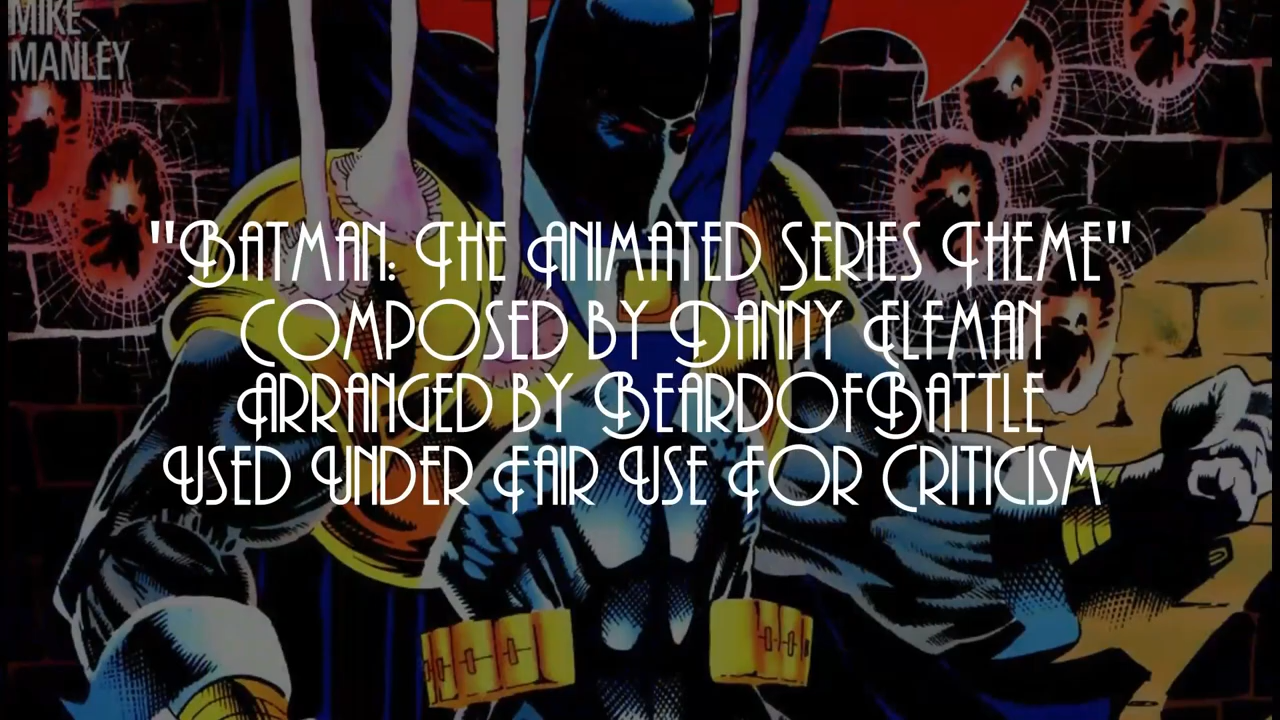 MIKE
MANLEY
"Batman: The Animated Series Theme"
Composed by Danny Elfman
Arranged by BeardofBattle
Used Under Fair Use For Criticism